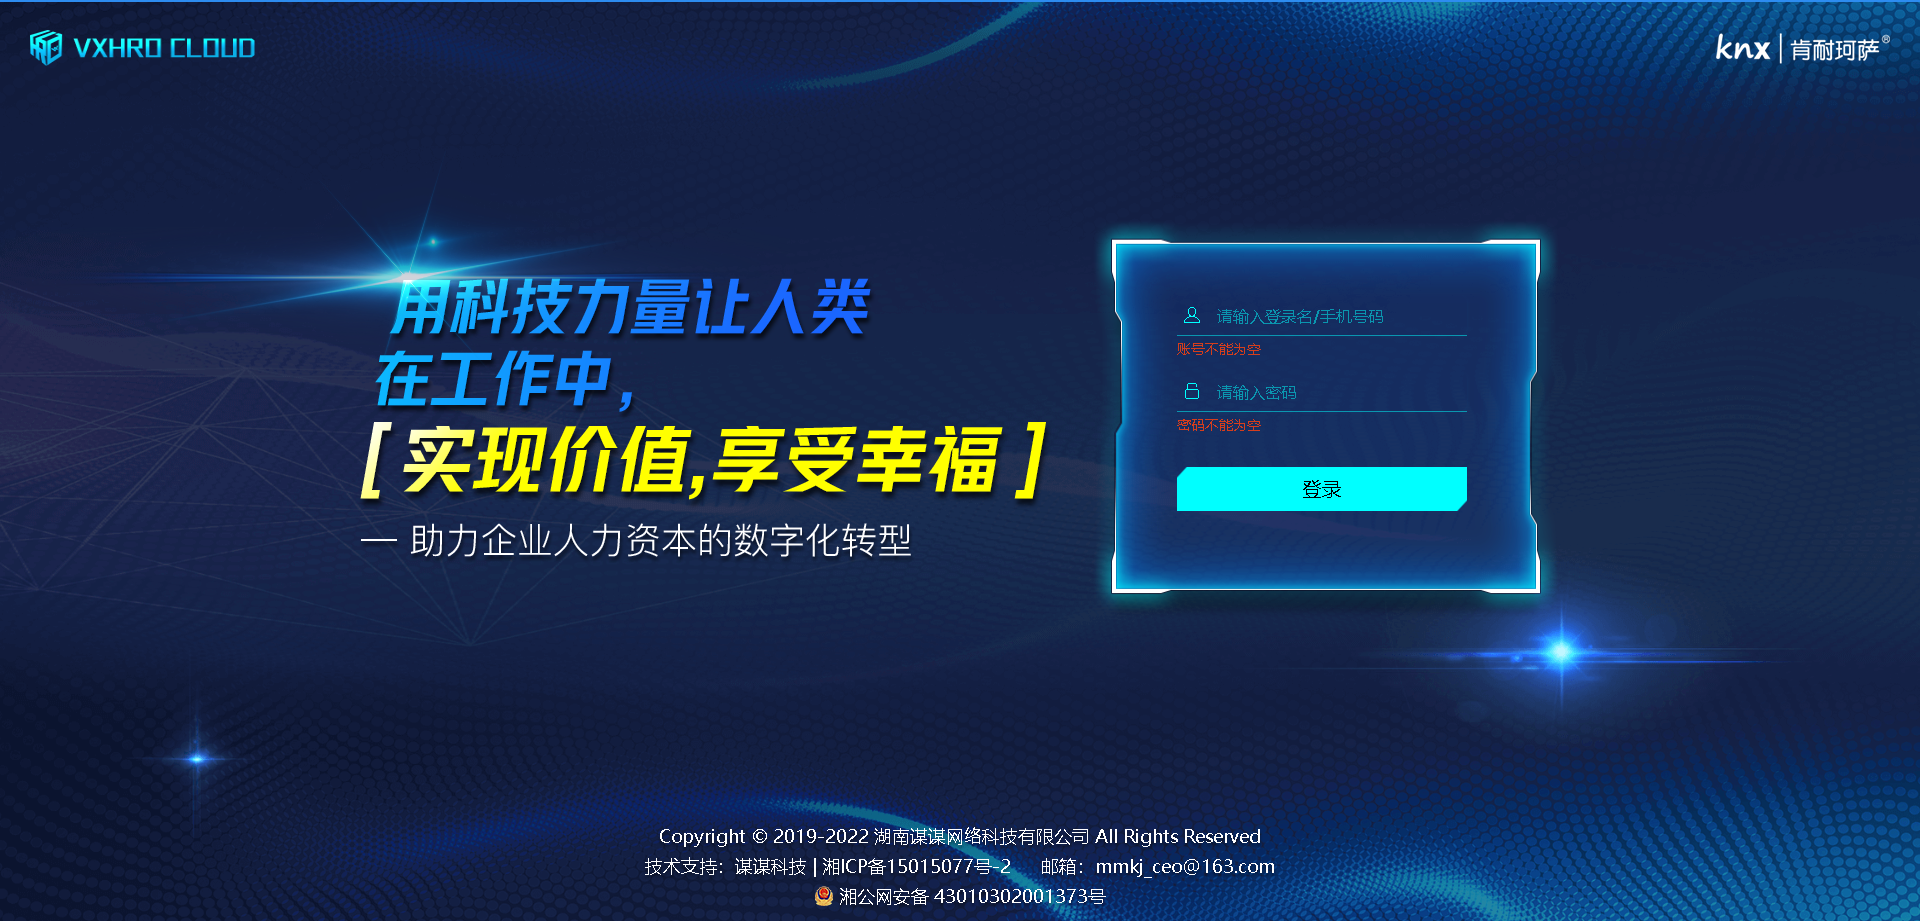 VXHRO CLOUD
knx | 肯耐珂萨®
用科技力量让人类
在工作中，
[ 实现价值,享受幸福 ]
— 助力企业人力资本的数字化转型
请输入登录名/手机号码
账号不能为空
请输入密码
密码不能为空
登录
Copyright © 2019-2022 湖南谋谋网络科技有限公司 All Rights Reserved
技术支持：谋谋科技 | 湘ICP备15015077号-2 邮箱：mmkj_ceo@163.com
湘公网安备 43010302001373号